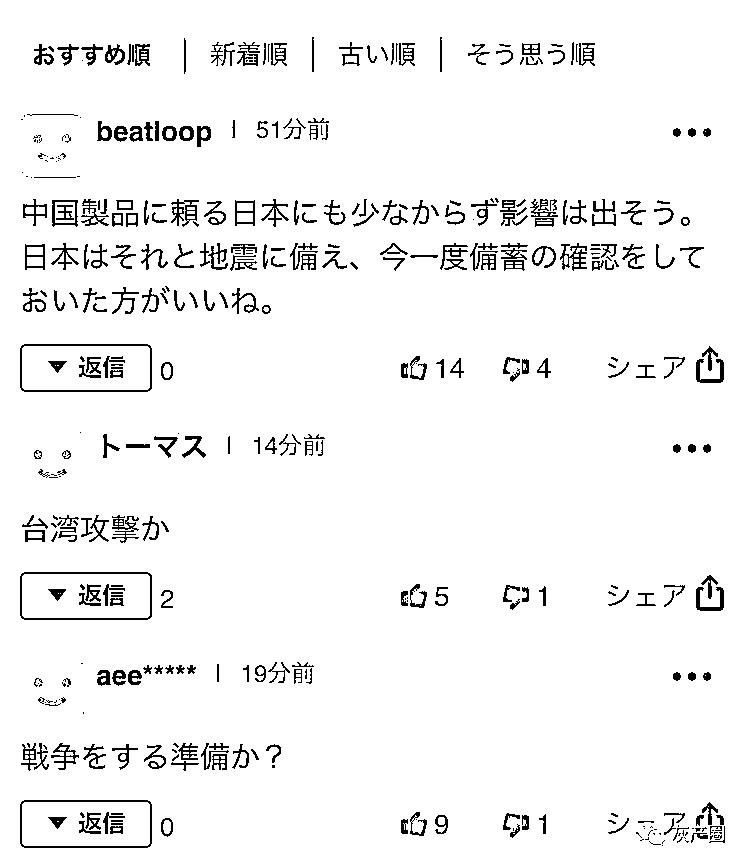 おすすめ順 | 新着順 | 古い順 | そう思う順
beatloop | 51分前
中国製品に頼る日本にも少なからず影響は出そう。
日本はそれと地震に備え、今一度備蓄の確認をして
おいた方がいいね。
返信 0 14 4 シェア
トーマス | 14分前
台湾攻撃か
返信 2 5 1 シェア
aee***** | 19分前
戦争をする準備か？
返信 0 9 1 シェア
灰产圈